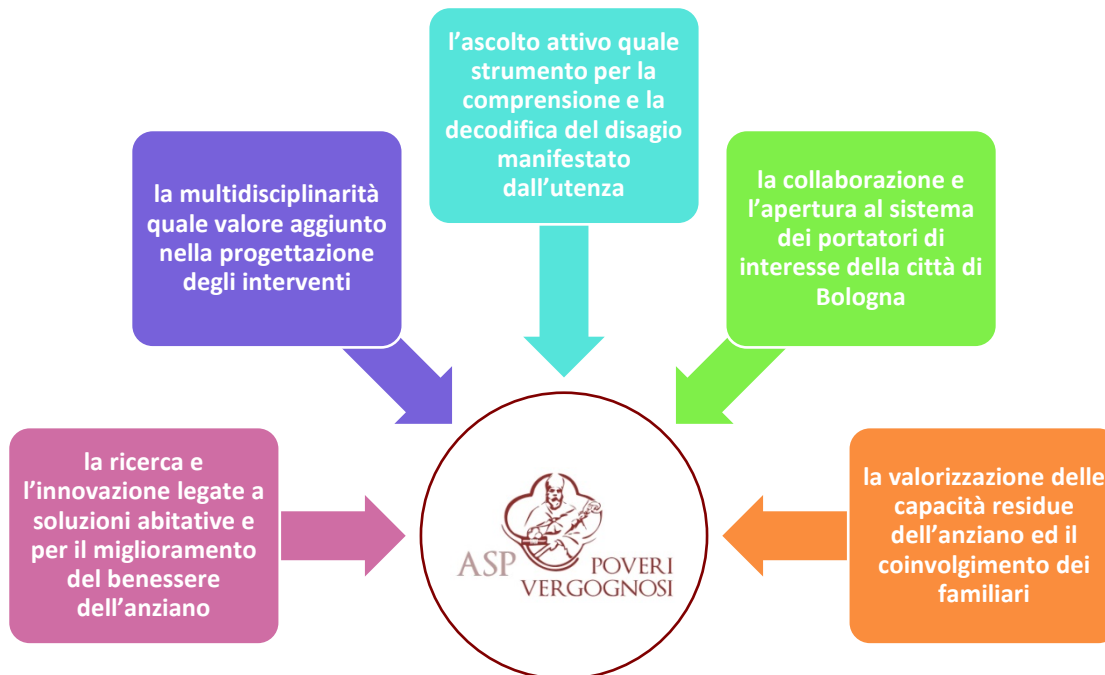 la ricerca e
l'innovazione legate a
soluzioni abitative e
per il miglioramento
del benessere
dell'anziano
la multidisciplinarità
quale valore aggiunto
nella progettazione
degli interventi
l'ascolto attivo quale
strumento per la
comprensione e la
decodifica del disagio
manifestato
dall'utenza
la collaborazione e
l'apertura al sistema
dei portatori di
interesse della città di
Bologna
la valorizzazione delle
capacità residue
dell'anziano ed il
coinvolgimento dei
familiari
ASP POVERI
VERGOGNOSI